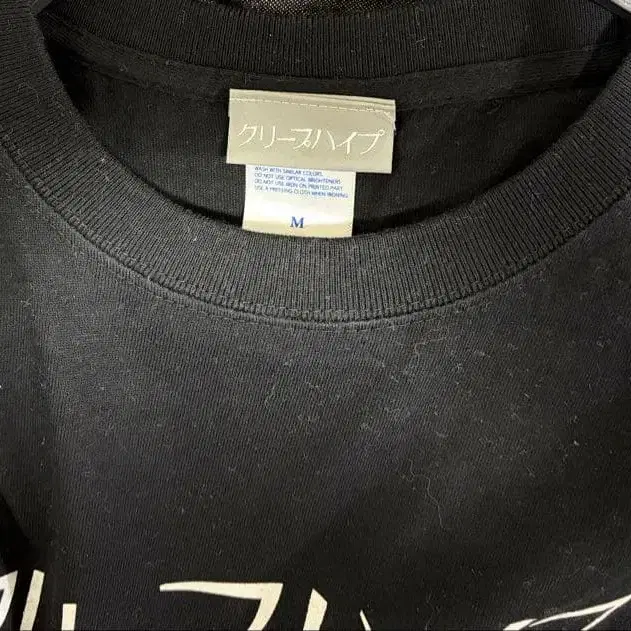 クリープハイプ
WASH WITH SIMILAR COLORS.
DO NOT USE OPTICAL BRIGHTENERS
DO NOT USE IRON ON PRINTED PART
USE A PRESSING CLOTH WHEN IRONING
M